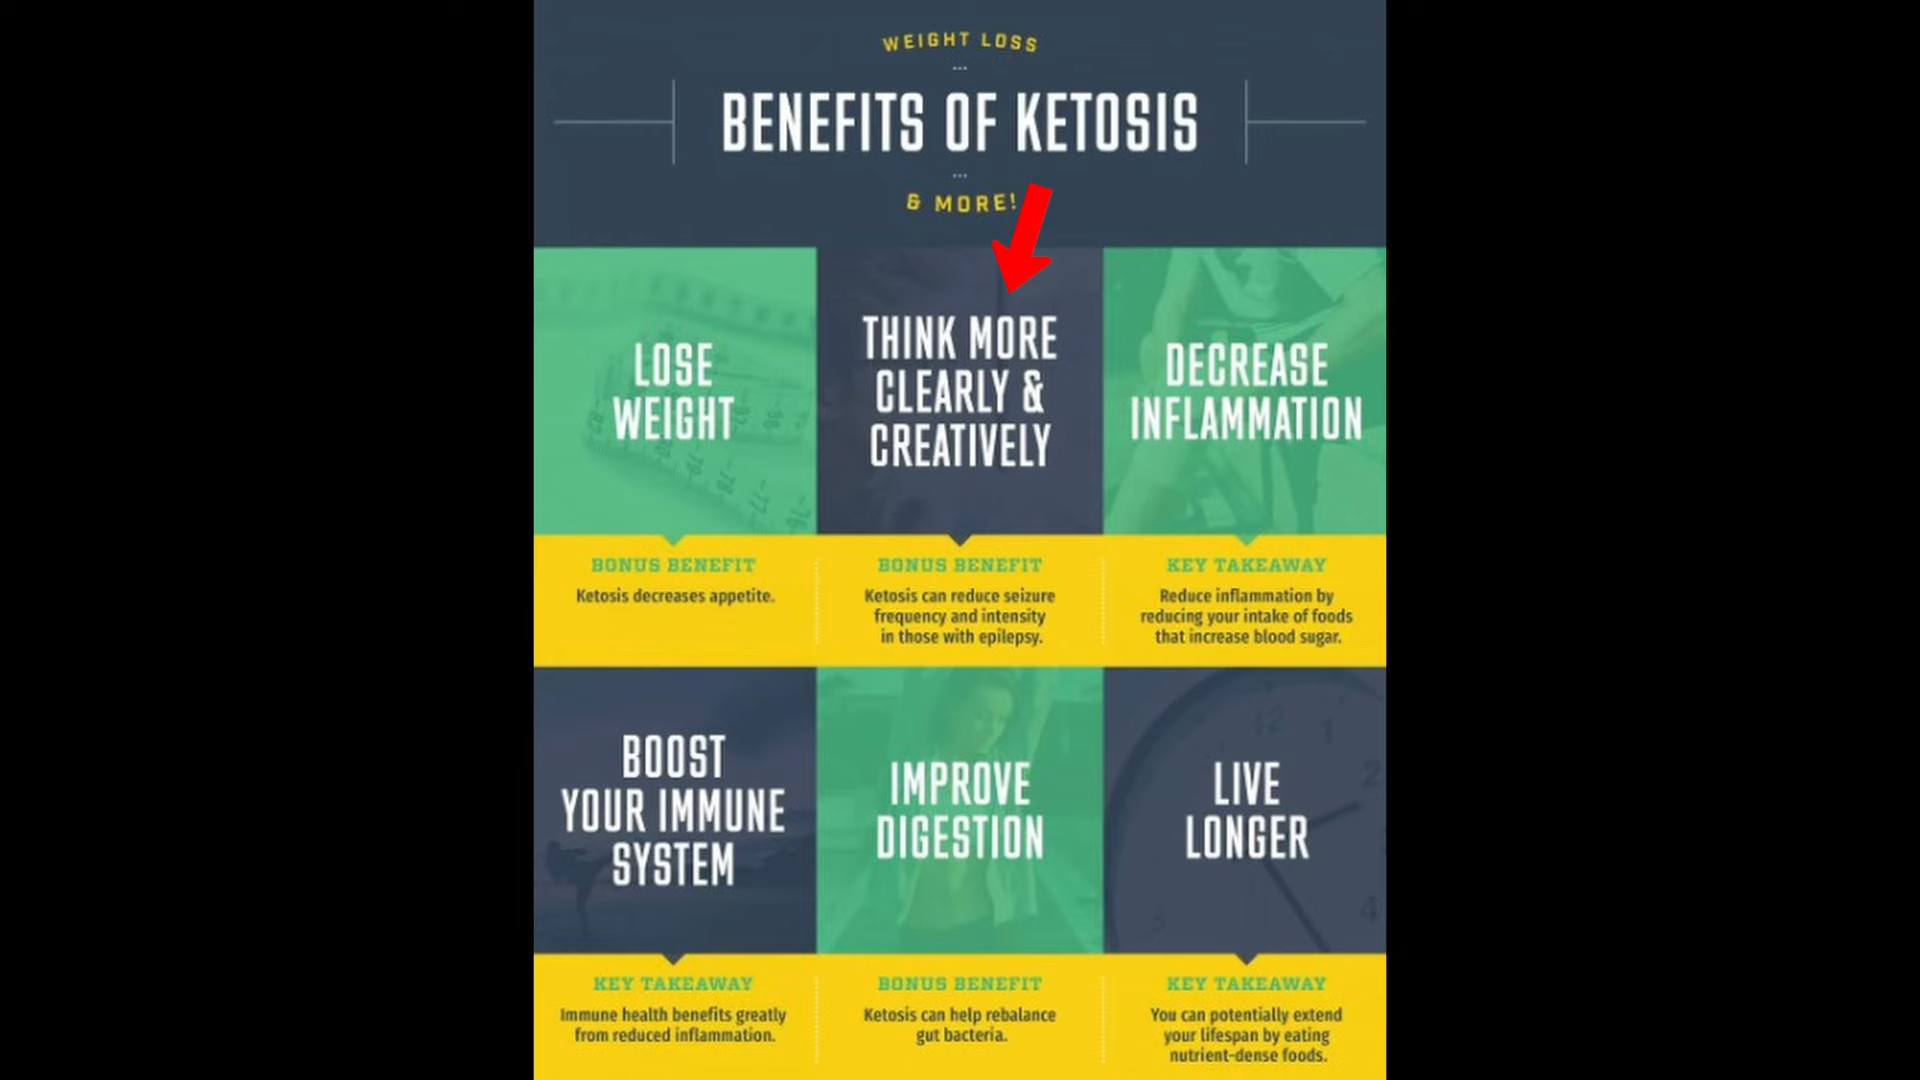 WEIGHT LOSS
...
BENEFITS OF KETOSIS
...
& MORE!
LOSE
WEIGHT
BONUS BENEFIT
Ketosis decreases appetite.
THINK MORE
CLEARLY &
CREATIVELY
BONUS BENEFIT
Ketosis can reduce seizure
frequency and intensity
in those with epilepsy.
DECREASE
INFLAMMATION
KEY TAKEAWAY
Reduce inflammation by
reducing your intake of foods
that increase blood sugar.
BOOST
YOUR IMMUNE
SYSTEM
KEY TAKEAWAY
Immune health benefits greatly
from reduced inflammation.
IMPROVE
DIGESTION
BONUS BENEFIT
Ketosis can help rebalance
gut bacteria.
LIVE
LONGER
KEY TAKEAWAY
You can potentially extend
your lifespan by eating
nutrient-dense foods.